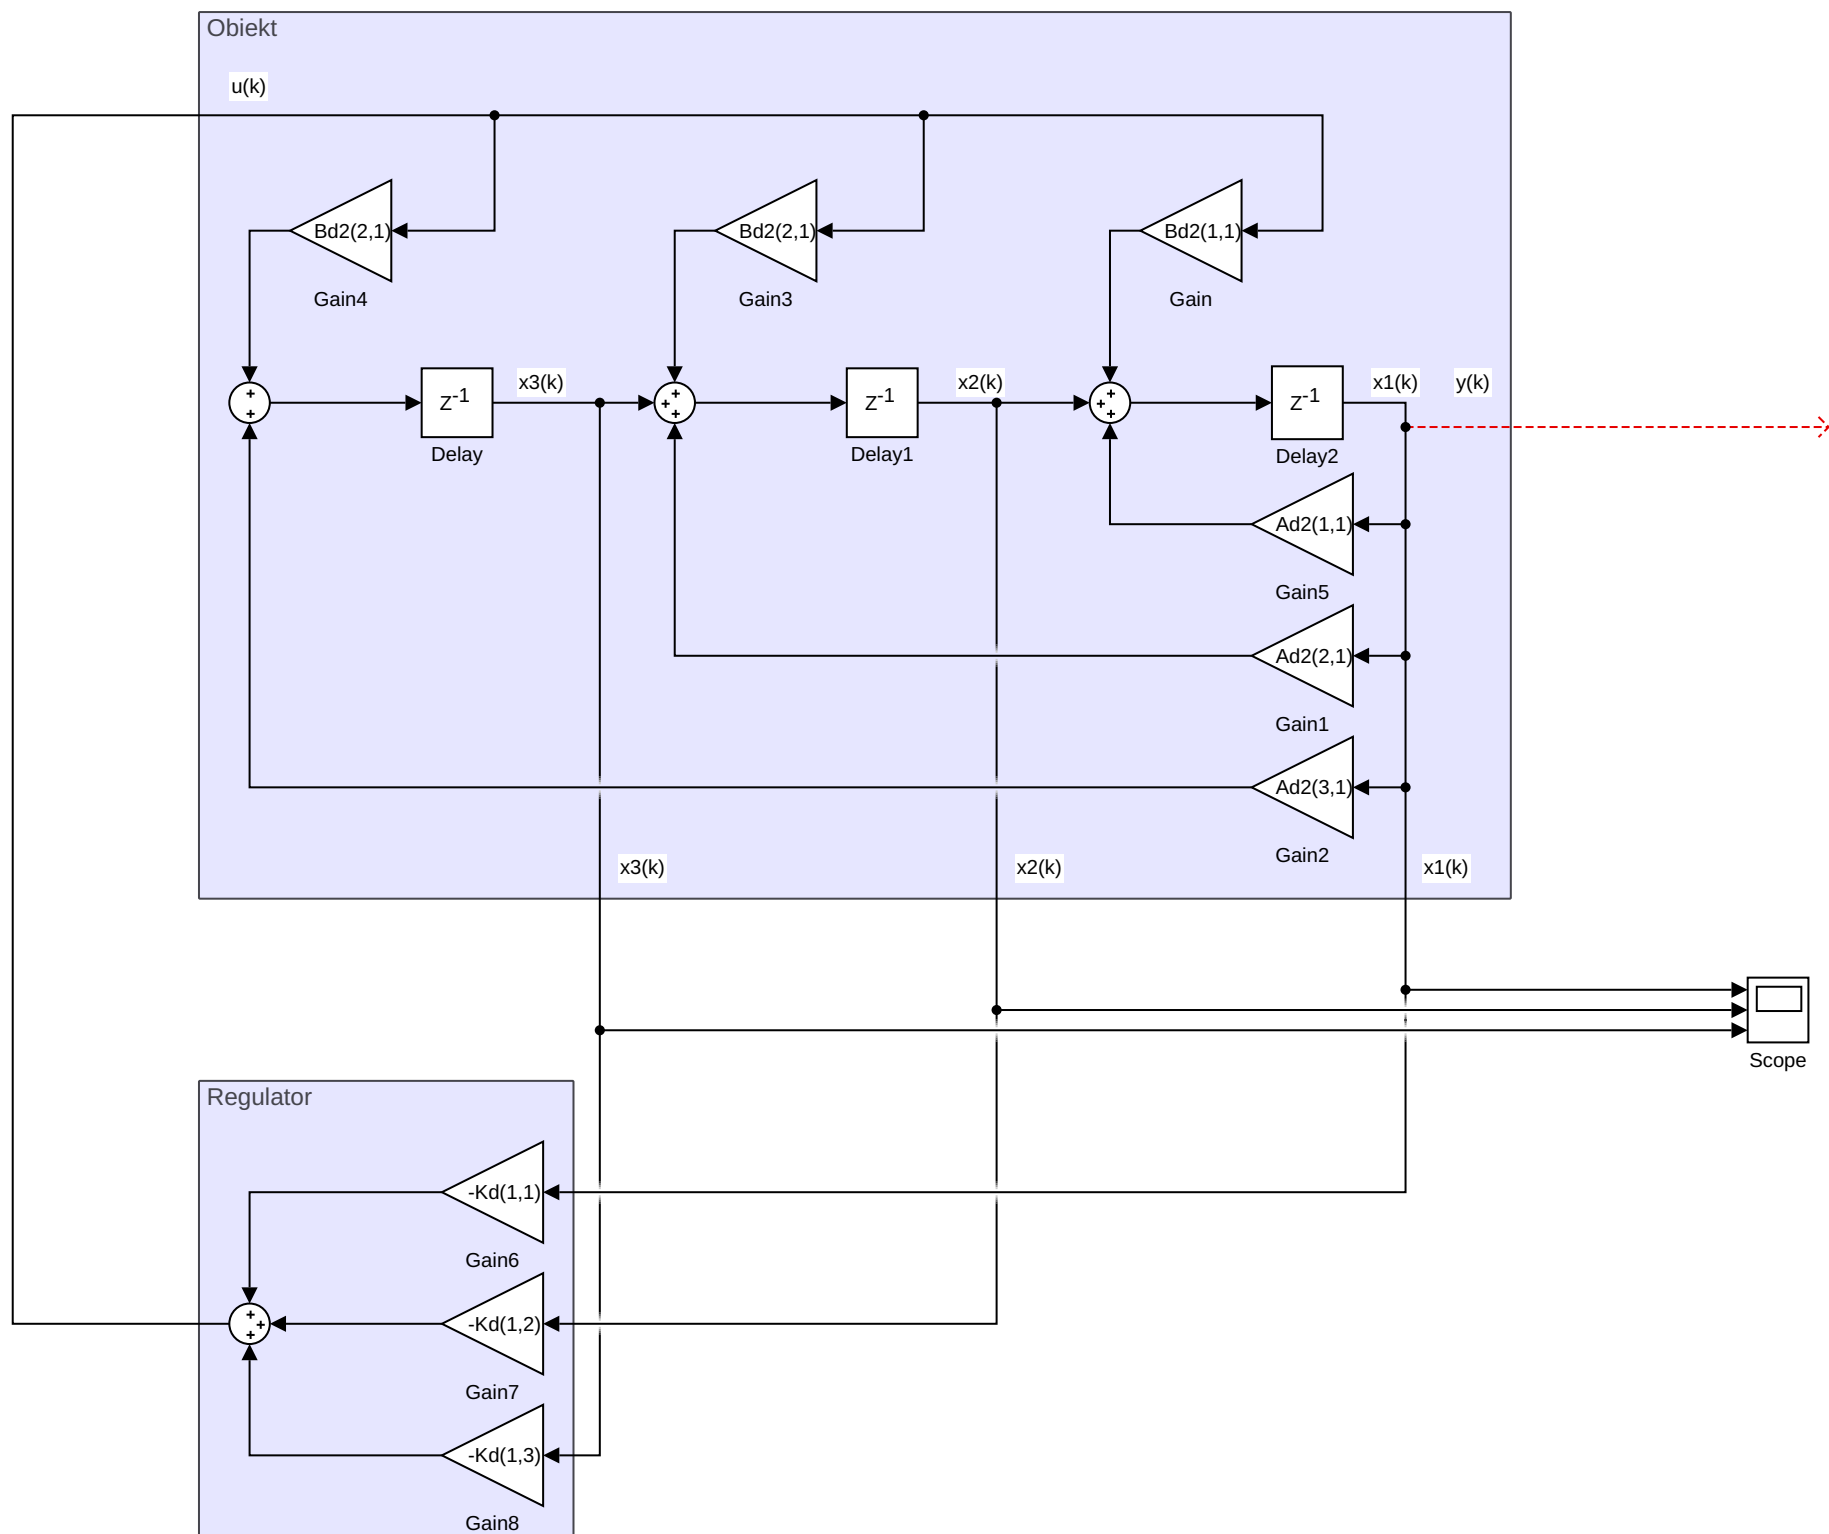 Obiekt
u(k)
Bd2(2,1)
Bd2(2,1)
Bd2(1,1)
Gain4
Gain3
Gain
+
+
Z-1
x3(k)
+
+
+
Z-1
x2(k)
+
+
+
Z-1
x1(k)
y(k)
Delay
Delay1
Delay2
Ad2(1,1)
Gain5
Ad2(2,1)
Gain1
Ad2(3,1)
Gain2
x3(k)
x2(k)
x1(k)
Scope
Regulator
-Kd(1,1)
Gain6
+
+
+
-Kd(1,2)
Gain7
-Kd(1,3)
Gain8